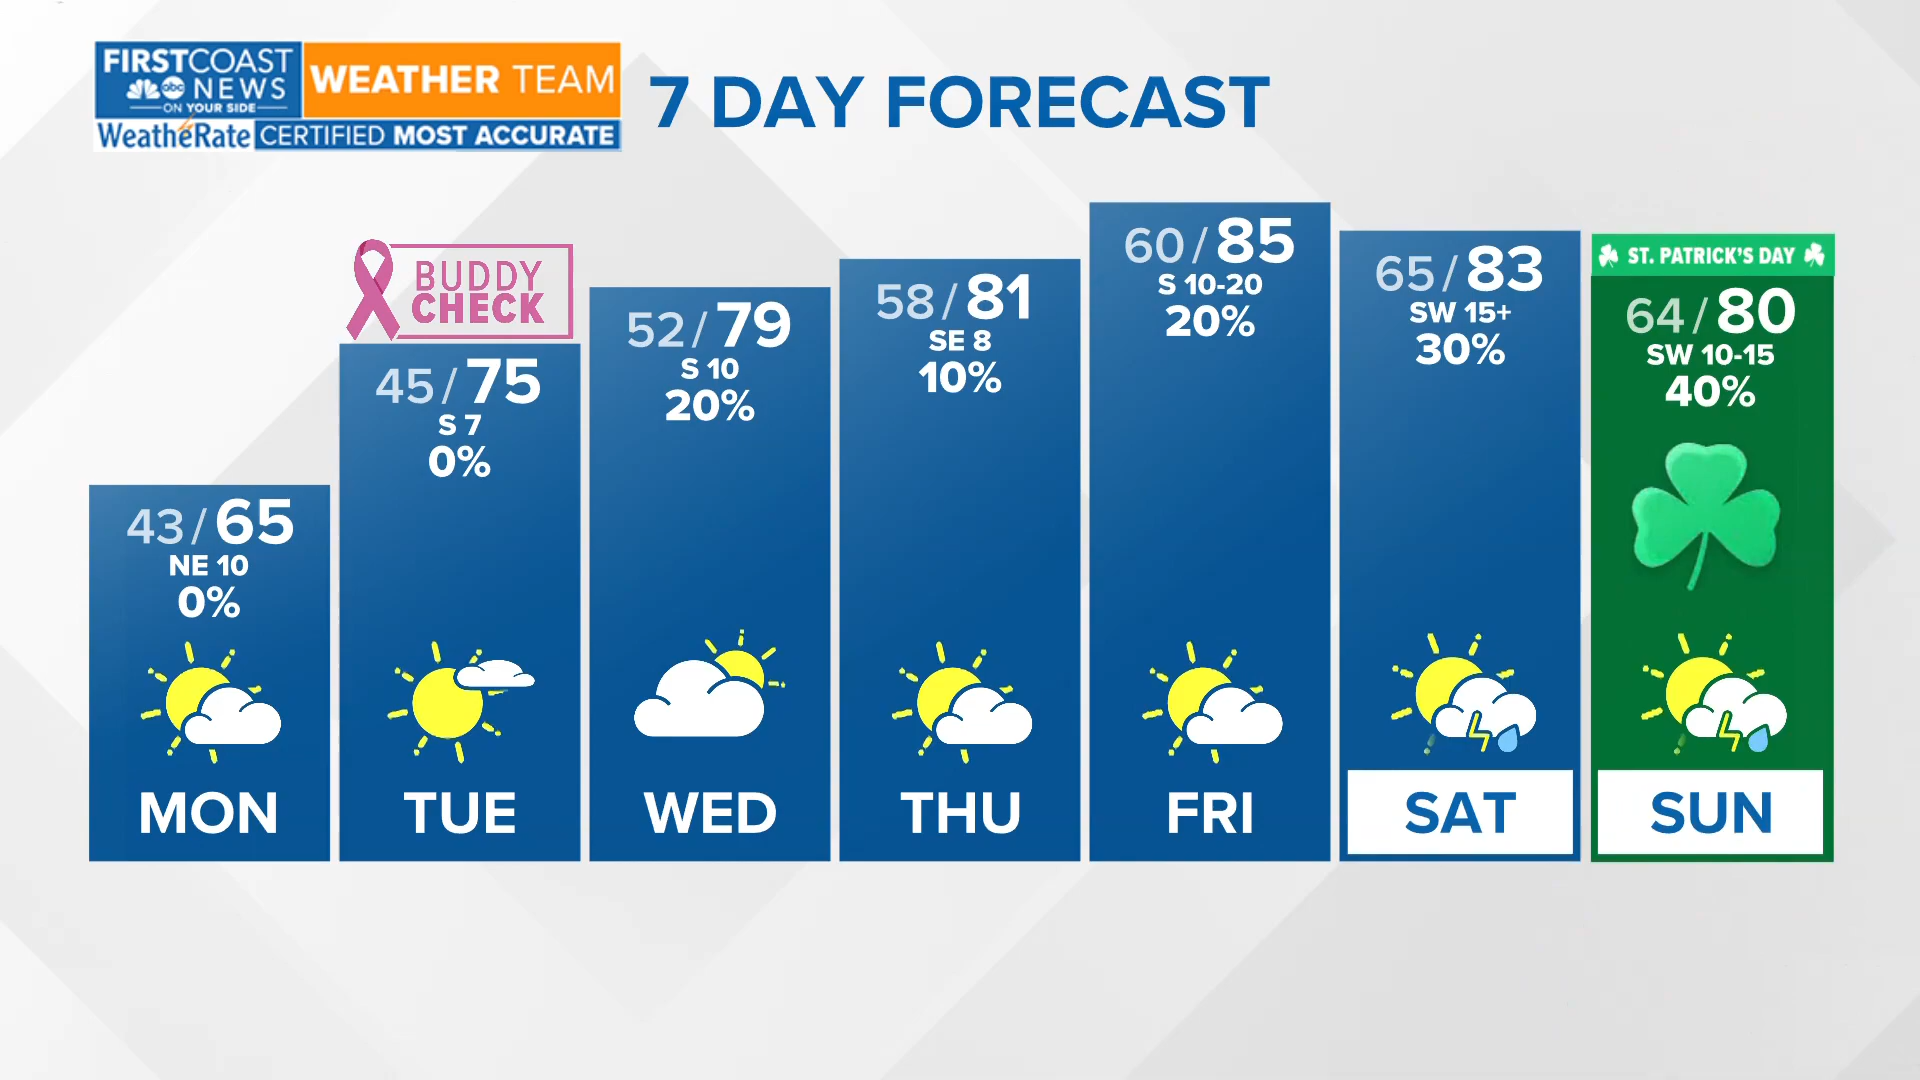 FIRSTCOAST
abc NEWS
ON YOUR SIDE
WEATHER TEAM
WeatheRate CERTIFIED MOST ACCURATE
7 DAY FORECAST
43/65
NE 10
0%
MON
BUDDY
CHECK
45/75
S 7
0%
TUE
52/79
S 10
20%
WED
58/81
SE 8
10%
THU
60/85
S 10-20
20%
FRI
65/83
SW 15+
30%
SAT
ST. PATRICK'S DAY
64/80
SW 10-15
40%
SUN